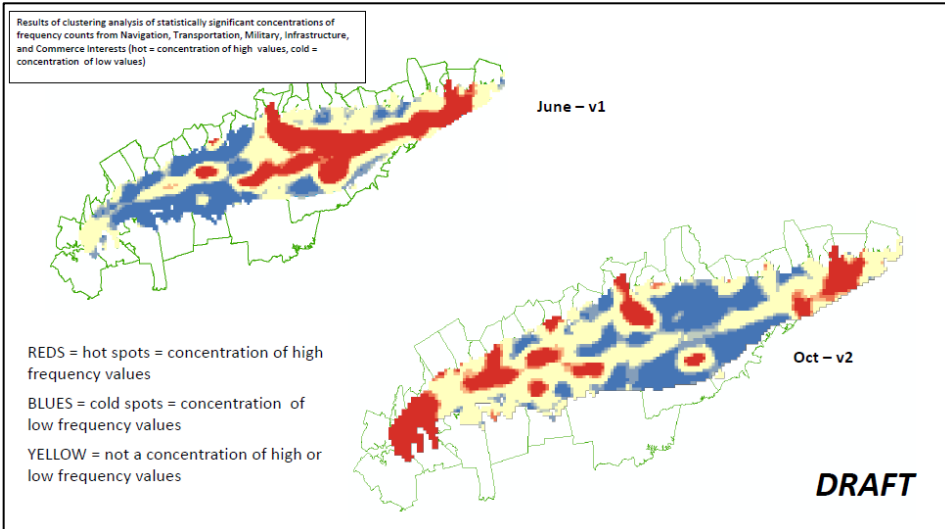 Results of clustering analysis of statistically significant concentrations of
frequency counts from Navigation, Transportation, Military, Infrastructure,
and Commerce Interests (hot = concentration of high values, cold =
concentration of low values)
June – v1
Oct – v2
REDS = hot spots = concentration of high
frequency values
BLUES = cold spots = concentration of
low frequency values
YELLOW = not a concentration of high or
low frequency values
DRAFT